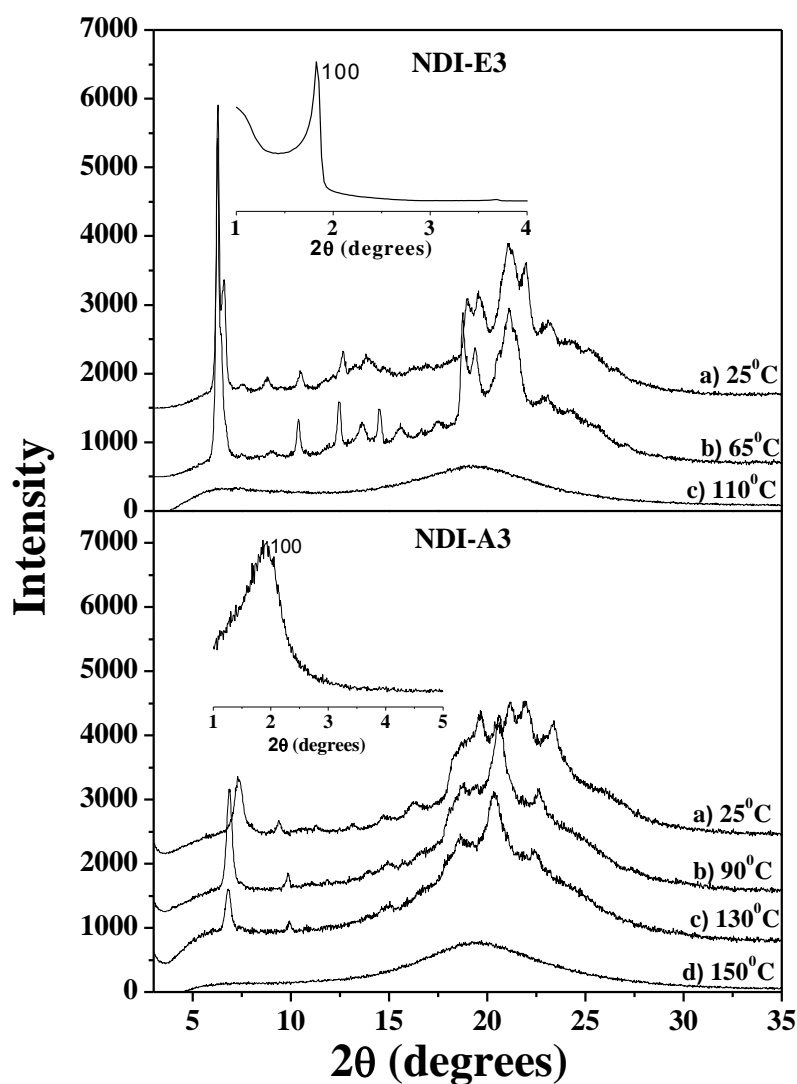 7000
NDI-E3
6000
100
5000
4000
1 2 3 4
2θ (degrees)
3000
2000
a) 25⁰C
1000
b) 65⁰C
c) 110⁰C
0
Intensity
7000
NDI-A3
100
6000
5000
1 2 3 4 5
2θ (degrees)
4000
3000
a) 25⁰C
2000
b) 90⁰C
c) 130⁰C
1000
d) 150⁰C
0
5 10 15 20 25 30 35
2θ (degrees)